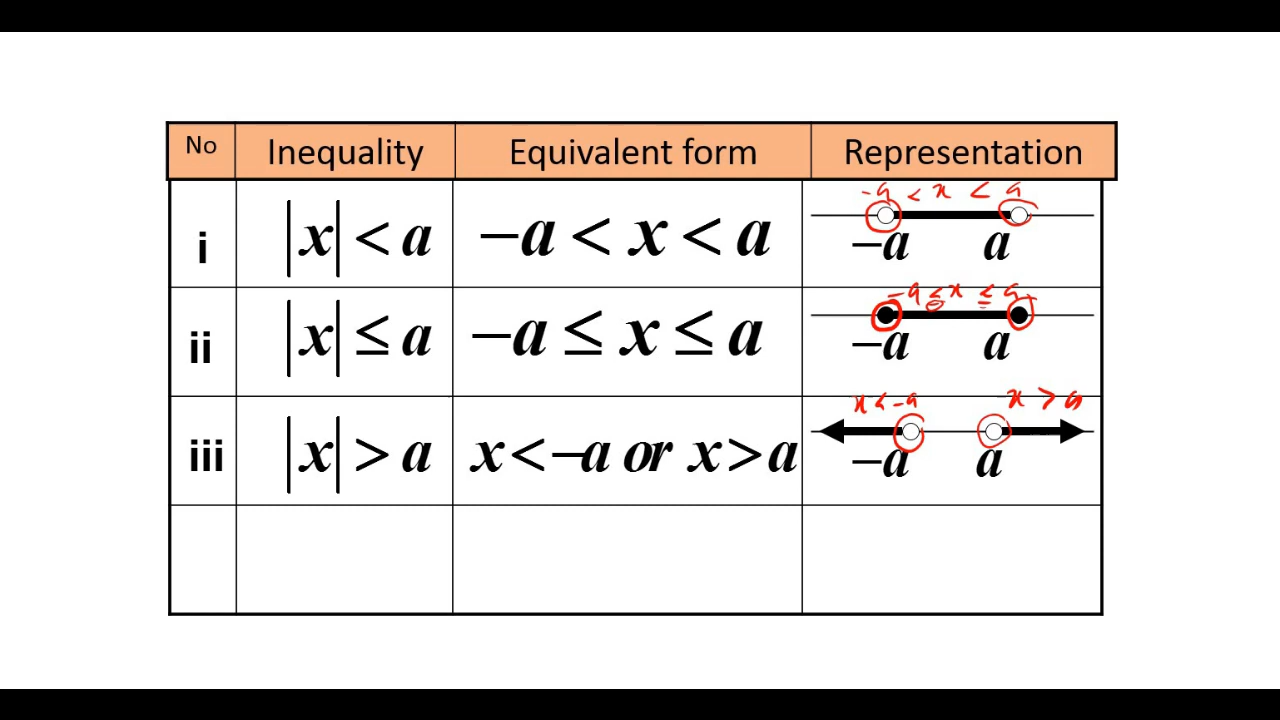 No Inequality Equivalent form Representation
-a < x < a
i |x| < a −a < x < a
−a a
-a ≤ x ≤ a
ii |x| ≤ a −a ≤ x ≤ a
−a a
x < -a x > a
iii |x| > a x < −a or x > a
−a a